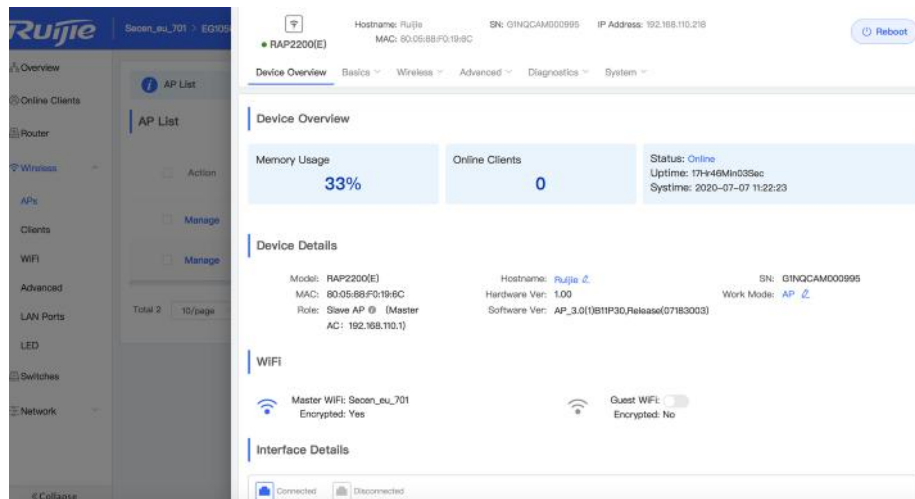 Ruijie
Secen_eu_701 > EG105
Overview
Online Clients
Router
Wireless
APs
Clients
WiFi
Advanced
LAN Ports
LED
Switches
Network
Collapse
AP List
AP List
Action
Manage
Manage
Total 2 10/page
RAP2200(E)
Hostname: Ruijie SN: G1NQCAM000995 IP Address: 192.168.110.218
MAC: 80:05:88:F0:19:6C
Reboot
Device Overview Basics Wireless Advanced Diagnostics System
Device Overview
Memory Usage
33%
Online Clients
0
Status: Online
Uptime: 17Hr46Min03Sec
Systime: 2020-07-07 11:22:23
Device Details
Model: RAP2200(E) Hostname: Ruijie SN: G1NQCAM000995
MAC: 80:05:88:F0:19:6C Hardware Ver: 1.00 Work Mode: AP
Role: Slave AP (Master Software Ver: AP_3.0(1)B11P30,Release(07183003)
AC: 192.168.110.1)
WiFi
Master WiFi: Secen_eu_701
Encrypted: Yes
Guest WiFi:
Encrypted: No
Interface Details
Connected Disconnected